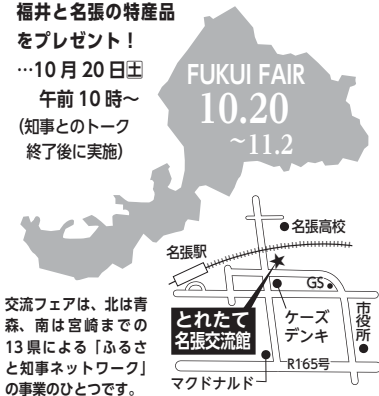 福井と名張の特産品
をプレゼント！
…10月20日㊏
午前10時～
(知事とのトーク
終了後に実施)
FUKUI FAIR
10.20
～11.2
名張高校
名張駅
GS
とれたて
名張交流館
ケーズ
デンキ
市役所
R165号
マクドナルド
交流フェアは、北は青
森、南は宮崎までの
13県による「ふるさ
と知事ネットワーク」
の事業のひとつです。